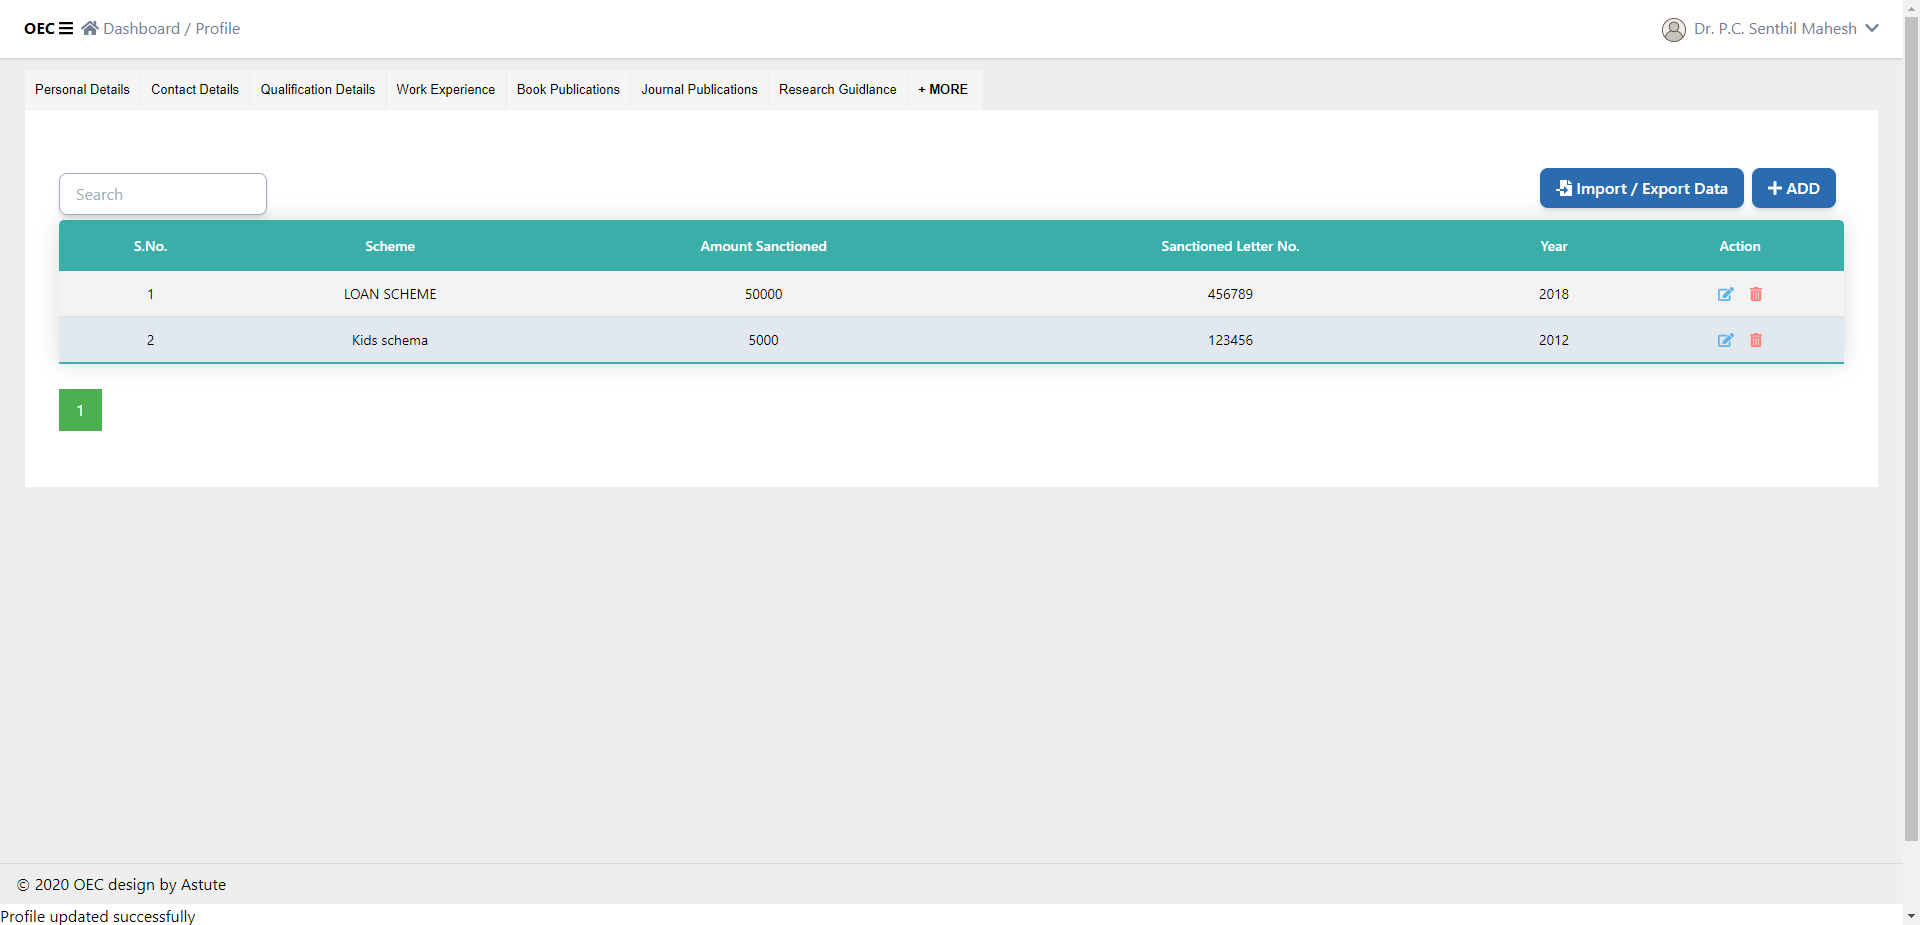 OEC Dashboard / Profile Dr. P.C. Senthil Mahesh
Personal Details Contact Details Qualification Details Work Experience Book Publications Journal Publications Research Guidlance + MORE
Search Import / Export Data ADD
S.No. Scheme Amount Sanctioned Sanctioned Letter No. Year Action
1 LOAN SCHEME 50000 456789 2018
2 Kids schema 5000 123456 2012
1
© 2020 OEC design by Astute
Profile updated successfully